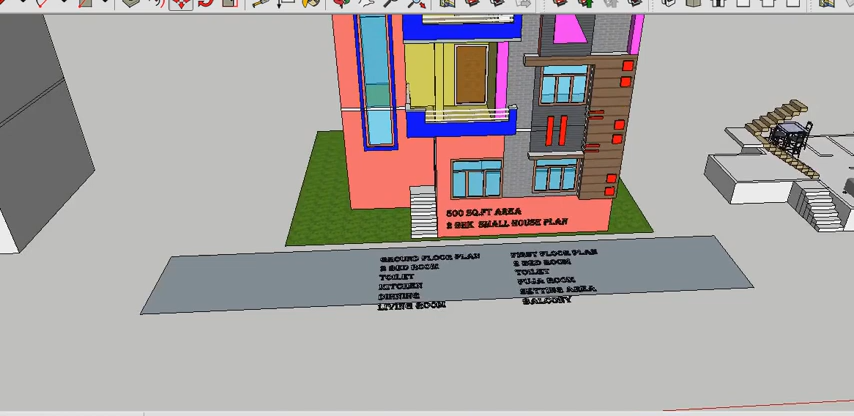 500 SQ.FT AREA
2 BHK SMALL HOUSE PLAN
GROUND FLOOR PLAN
2 BED ROOM
TOILET
KITCHEN
DINNING
LIVING ROOM
FIRST FLOOR PLAN
2 BED ROOM
TOILET
PUJA ROOM
SETTING AREA
BALCONY